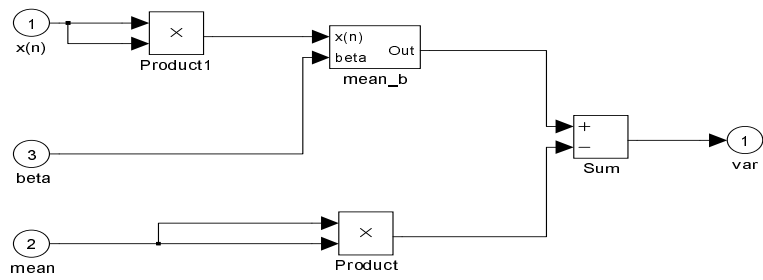 1
x(n)
×
Product1
x(n)
beta
Out
mean_b
3
beta
+
−
Sum
1
var
2
mean
×
Product